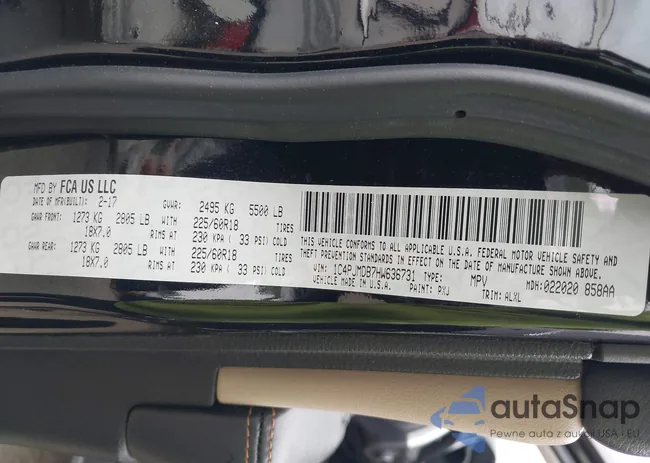 MFD BY FCA US LLC
DATE OF MFR(BUILT): 2-17 GVWR: 2495 KG 5500 LB
GAWR FRONT: 1273 KG 2805 LB WITH 225/60R18 TIRES
18X7.0 RIMS AT 230 KPA ( 33 PSI) COLD
GAWR REAR: 1273 KG 2805 LB WITH 225/60R18 TIRES
18X7.0 RIMS AT 230 KPA ( 33 PSI) COLD
THIS VEHICLE CONFORMS TO ALL APPLICABLE U.S.A. FEDERAL MOTOR VEHICLE SAFETY AND
THEFT PREVENTION STANDARDS IN EFFECT ON THE DATE OF MANUFACTURE SHOWN ABOVE.
VIN: 1C4PJMDB7HW636731 TYPE: MPV MDH: 022020 858AA
VEHICLE MADE IN U.S.A. PAINT: PXJ TRIM: ALXL
autoSnap
Pewne auta z aukcji USA i EU